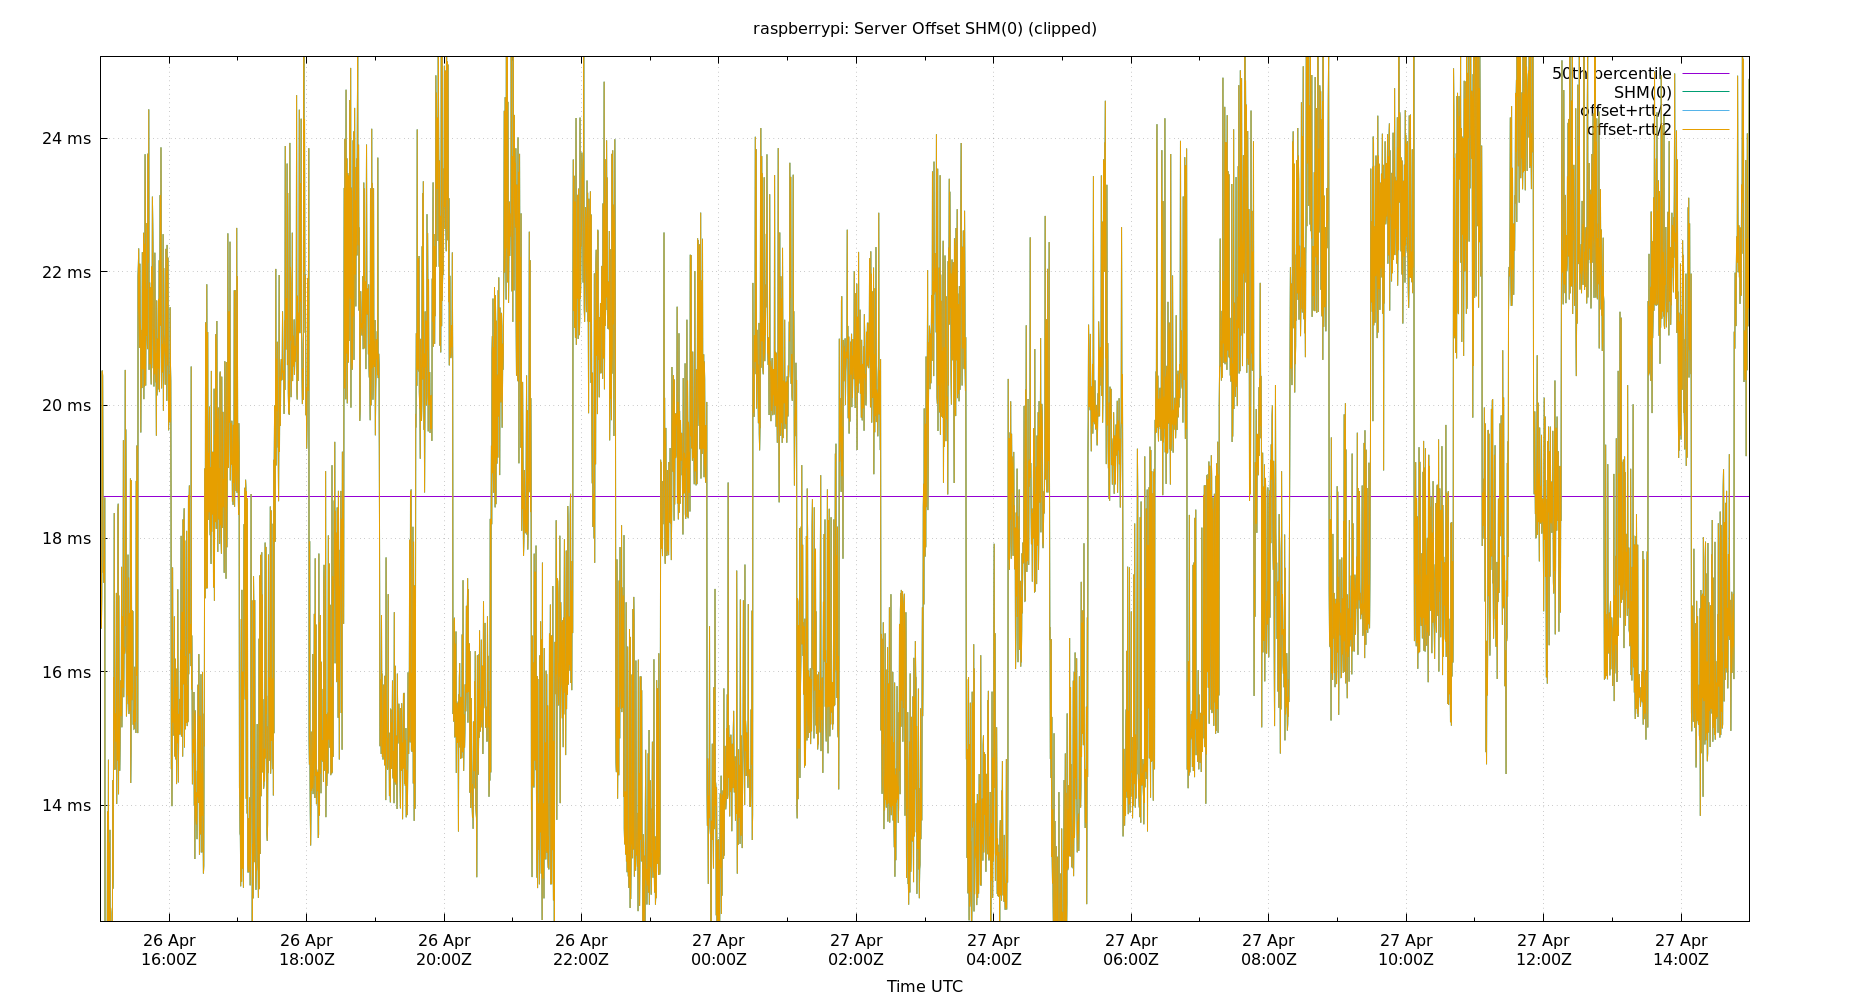 raspberrypi: Server Offset SHM(0) (clipped)
50th percentile
SHM(0)
offset+rtt/2
offset-rtt/2
24 ms
22 ms
20 ms
18 ms
16 ms
14 ms
26 Apr 26 Apr 26 Apr 26 Apr 27 Apr 27 Apr 27 Apr 27 Apr 27 Apr 27 Apr 27 Apr 27 Apr
16:00Z 18:00Z 20:00Z 22:00Z 00:00Z 02:00Z 04:00Z 06:00Z 08:00Z 10:00Z 12:00Z 14:00Z
Time UTC